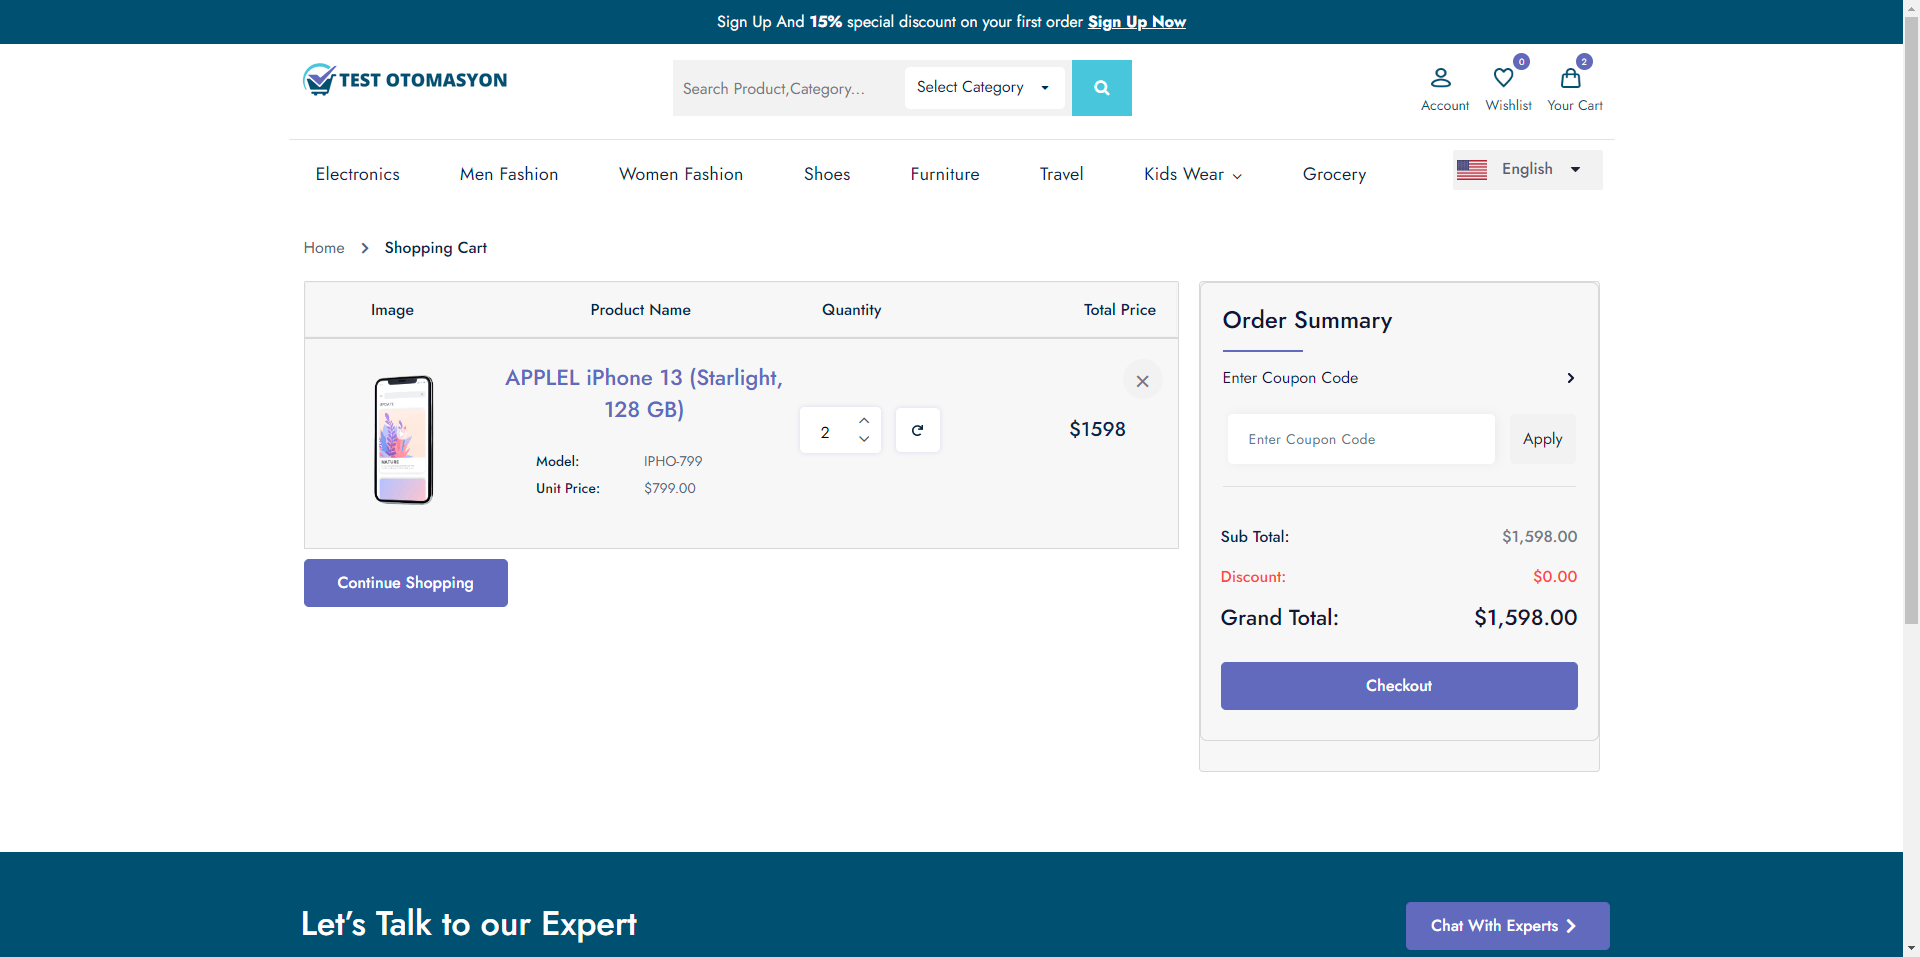 Sign Up And 15% special discount on your first order Sign Up Now
TEST OTOMASYON
Search Product,Category...
Select Category
0
2
Account
Wishlist
Your Cart
Electronics
Men Fashion
Women Fashion
Shoes
Furniture
Travel
Kids Wear
Grocery
English
Home
Shopping Cart
Image
Product Name
Quantity
Total Price
APPLEL iPhone 13 (Starlight,
128 GB)
2
$1598
Model:
IPHO-799
Unit Price:
$799.00
Continue Shopping
Order Summary
Enter Coupon Code
Enter Coupon Code
Apply
Sub Total:
$1,598.00
Discount:
$0.00
Grand Total:
$1,598.00
Checkout
Let's Talk to our Expert
Chat With Experts